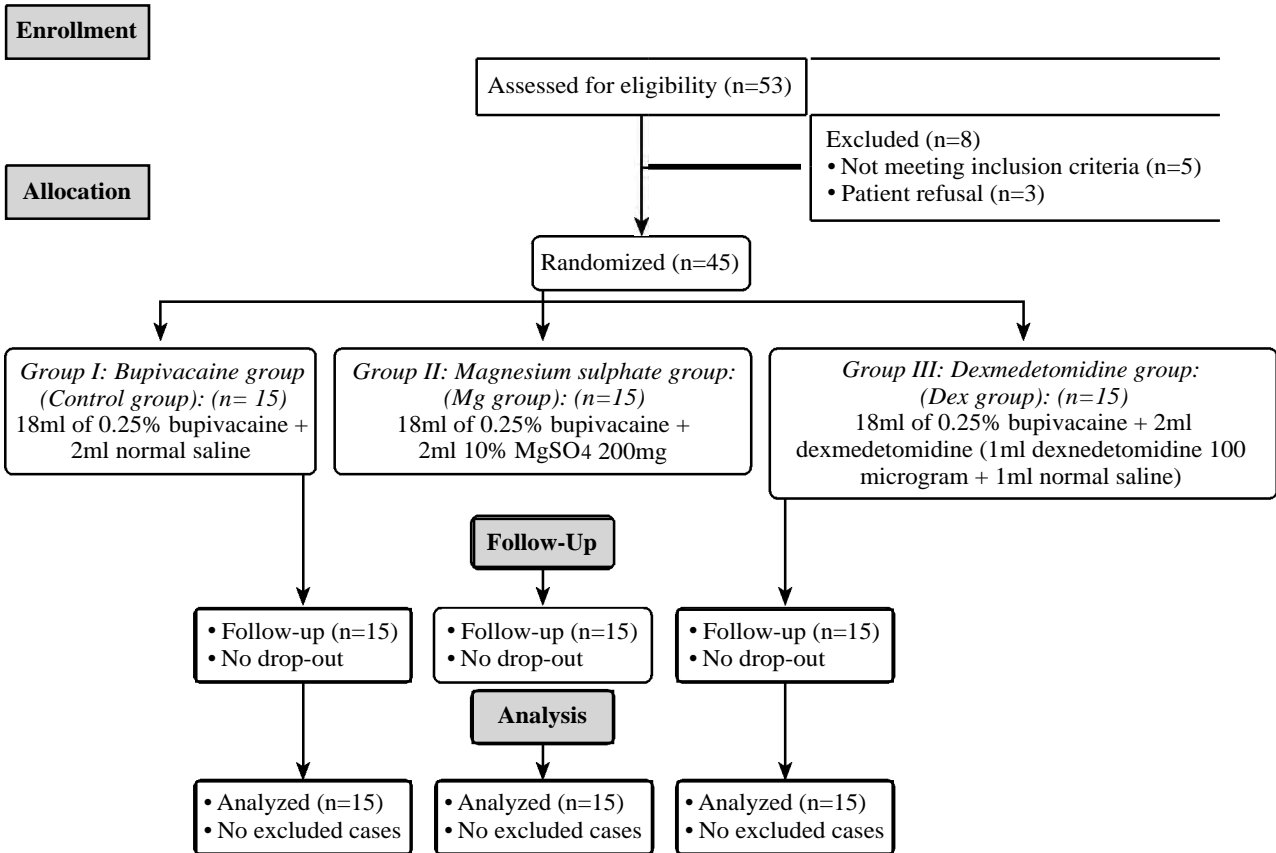 Enrollment
Assessed for eligibility (n=53)
Excluded (n=8)
• Not meeting inclusion criteria (n=5)
• Patient refusal (n=3)
Allocation
Randomized (n=45)
Group I: Bupivacaine group
(Control group): (n= 15)
18ml of 0.25% bupivacaine +
2ml normal saline
Group II: Magnesium sulphate group:
(Mg group): (n=15)
18ml of 0.25% bupivacaine +
2ml 10% MgSO4 200mg
Group III: Dexmedetomidine group:
(Dex group): (n=15)
18ml of 0.25% bupivacaine + 2ml
dexmedetomidine (1ml dexnedetomidine 100
microgram + 1ml normal saline)
Follow-Up
• Follow-up (n=15)
• No drop-out
• Follow-up (n=15)
• No drop-out
• Follow-up (n=15)
• No drop-out
Analysis
• Analyzed (n=15)
• No excluded cases
• Analyzed (n=15)
• No excluded cases
• Analyzed (n=15)
• No excluded cases